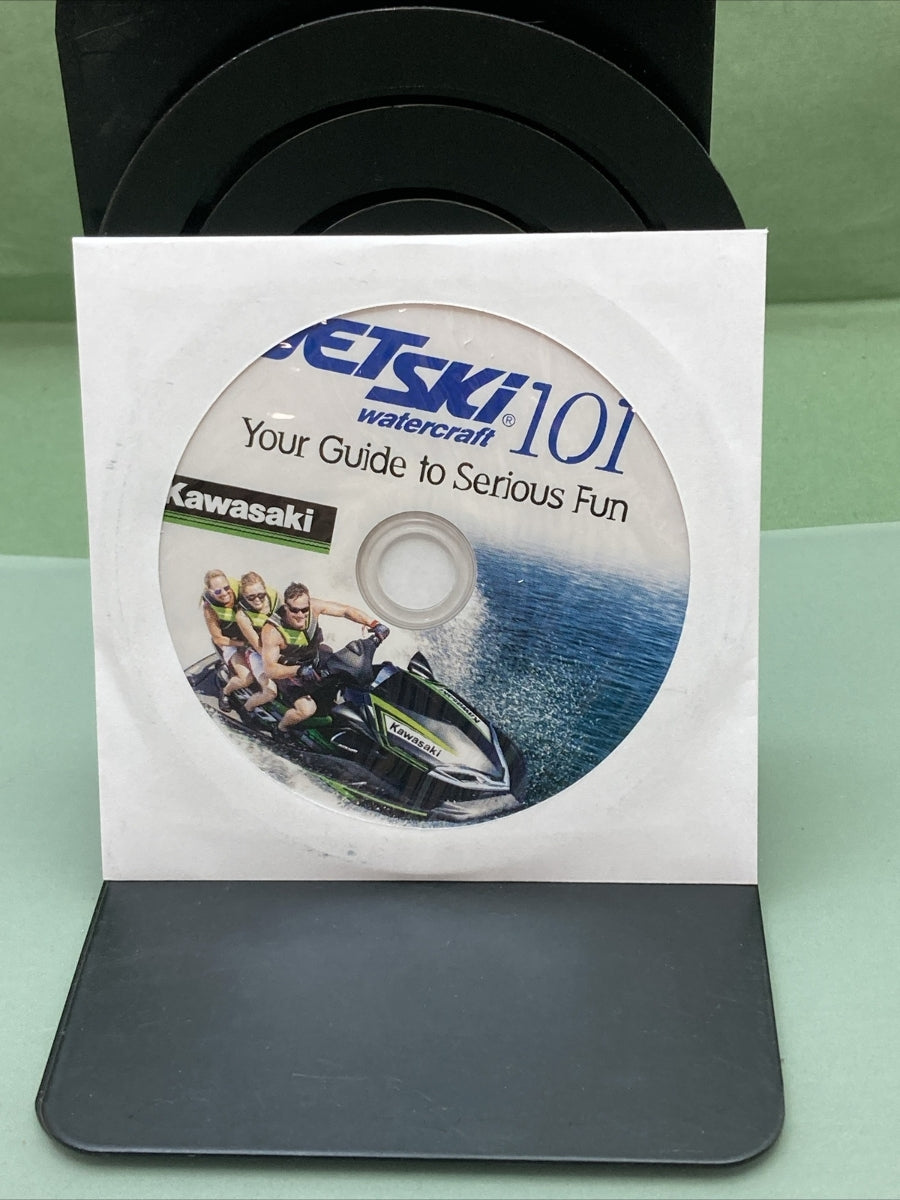 JETSKI® 101
watercraft
Your Guide to Serious Fun
Kawasaki
Kawasaki